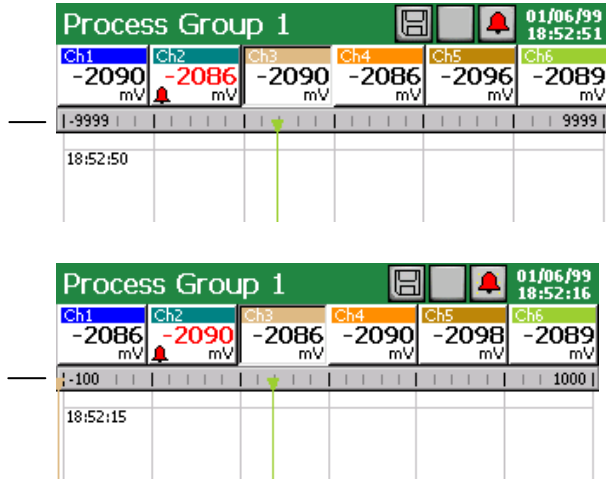 Process Group 1 01/06/99
18:52:51
Ch1 Ch2 Ch3 Ch4 Ch5 Ch6
-2090 -2086 -2090 -2086 -2096 -2089
mV mV mV mV mV mV
-9999 9999
18:52:50
Process Group 1 01/06/99
18:52:16
Ch1 Ch2 Ch3 Ch4 Ch5 Ch6
-2086 -2090 -2086 -2090 -2098 -2089
mV mV mV mV mV mV
-100 1000
18:52:15